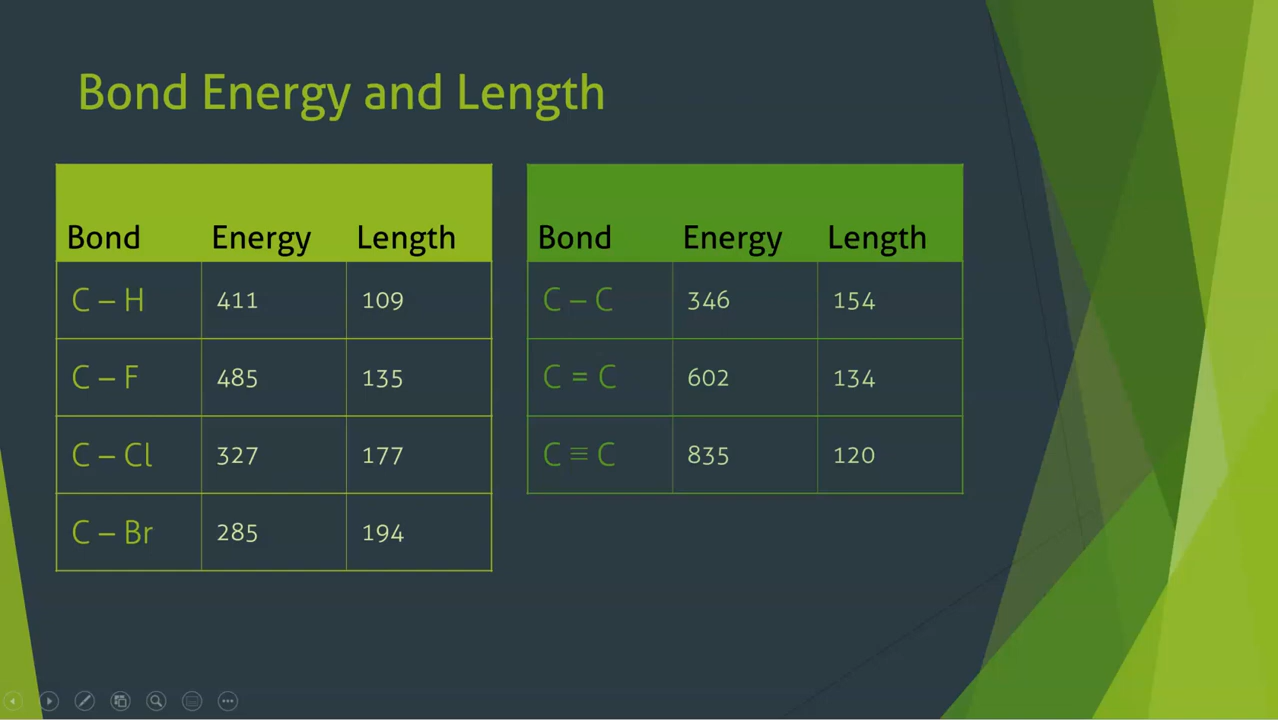 Bond Energy and Length
Bond Energy Length
C – H 411 109
C – F 485 135
C – Cl 327 177
C – Br 285 194
Bond Energy Length
C – C 346 154
C = C 602 134
C ≡ C 835 120